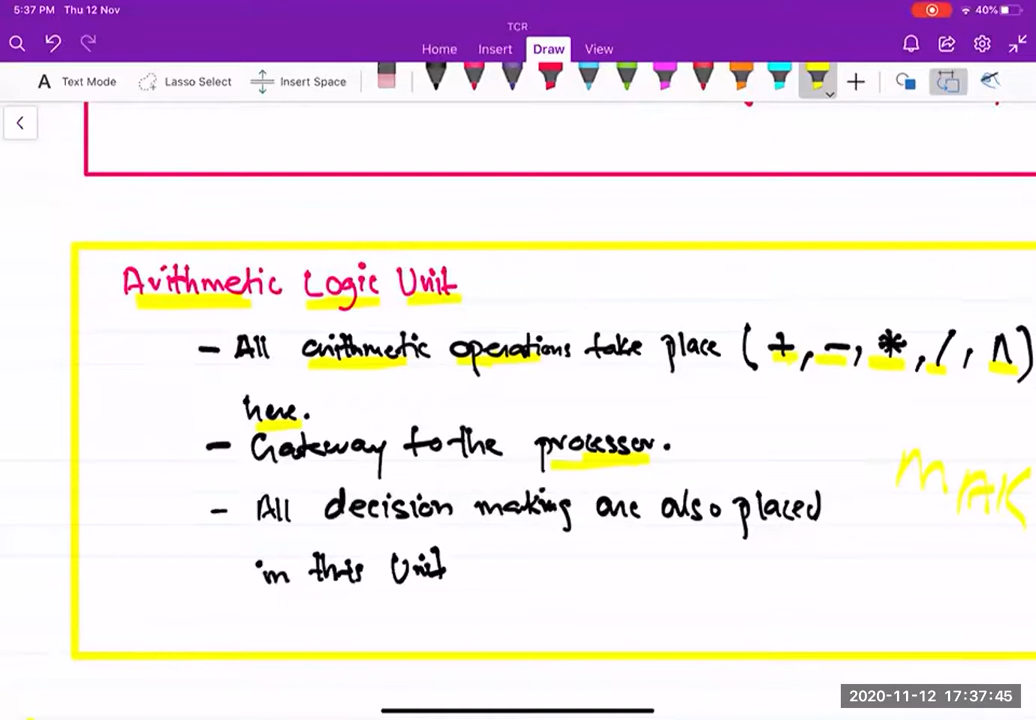 5:37 PM Thu 12 Nov
40%
TCR
Home Insert Draw View
A Text Mode Lasso Select Insert Space
Arithmetic Logic Unit
- All arithmetic operations take place (+, -, *, /, ^)
here.
- Gateway to the processor.
MAK
- All decision making are also placed
in this Unit
2020-11-12 17:37:45